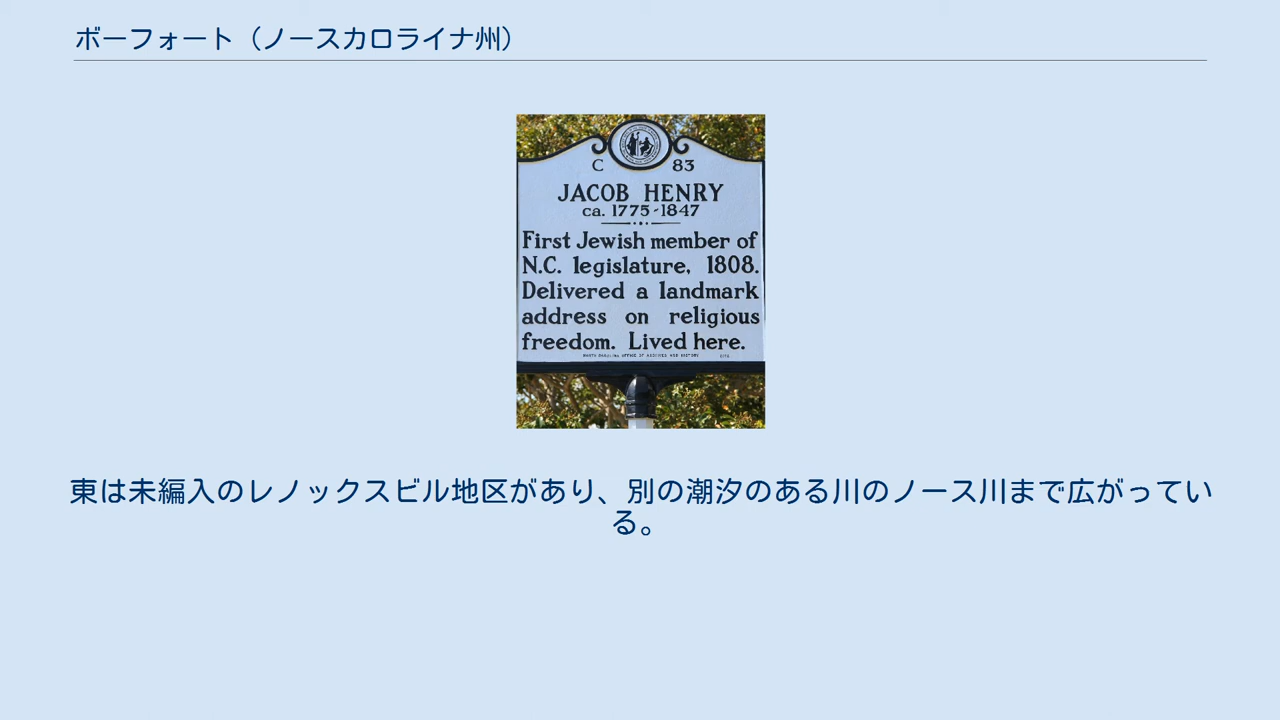 ボーフォート（ノースカロライナ州）
C 83
JACOB HENRY
ca. 1775-1847
First Jewish member of
N.C. legislature, 1808.
Delivered a landmark
address on religious
freedom. Lived here.
東は未編入のレノックスビル地区があり、別の潮汐のある川のノース川まで広がってい
る。